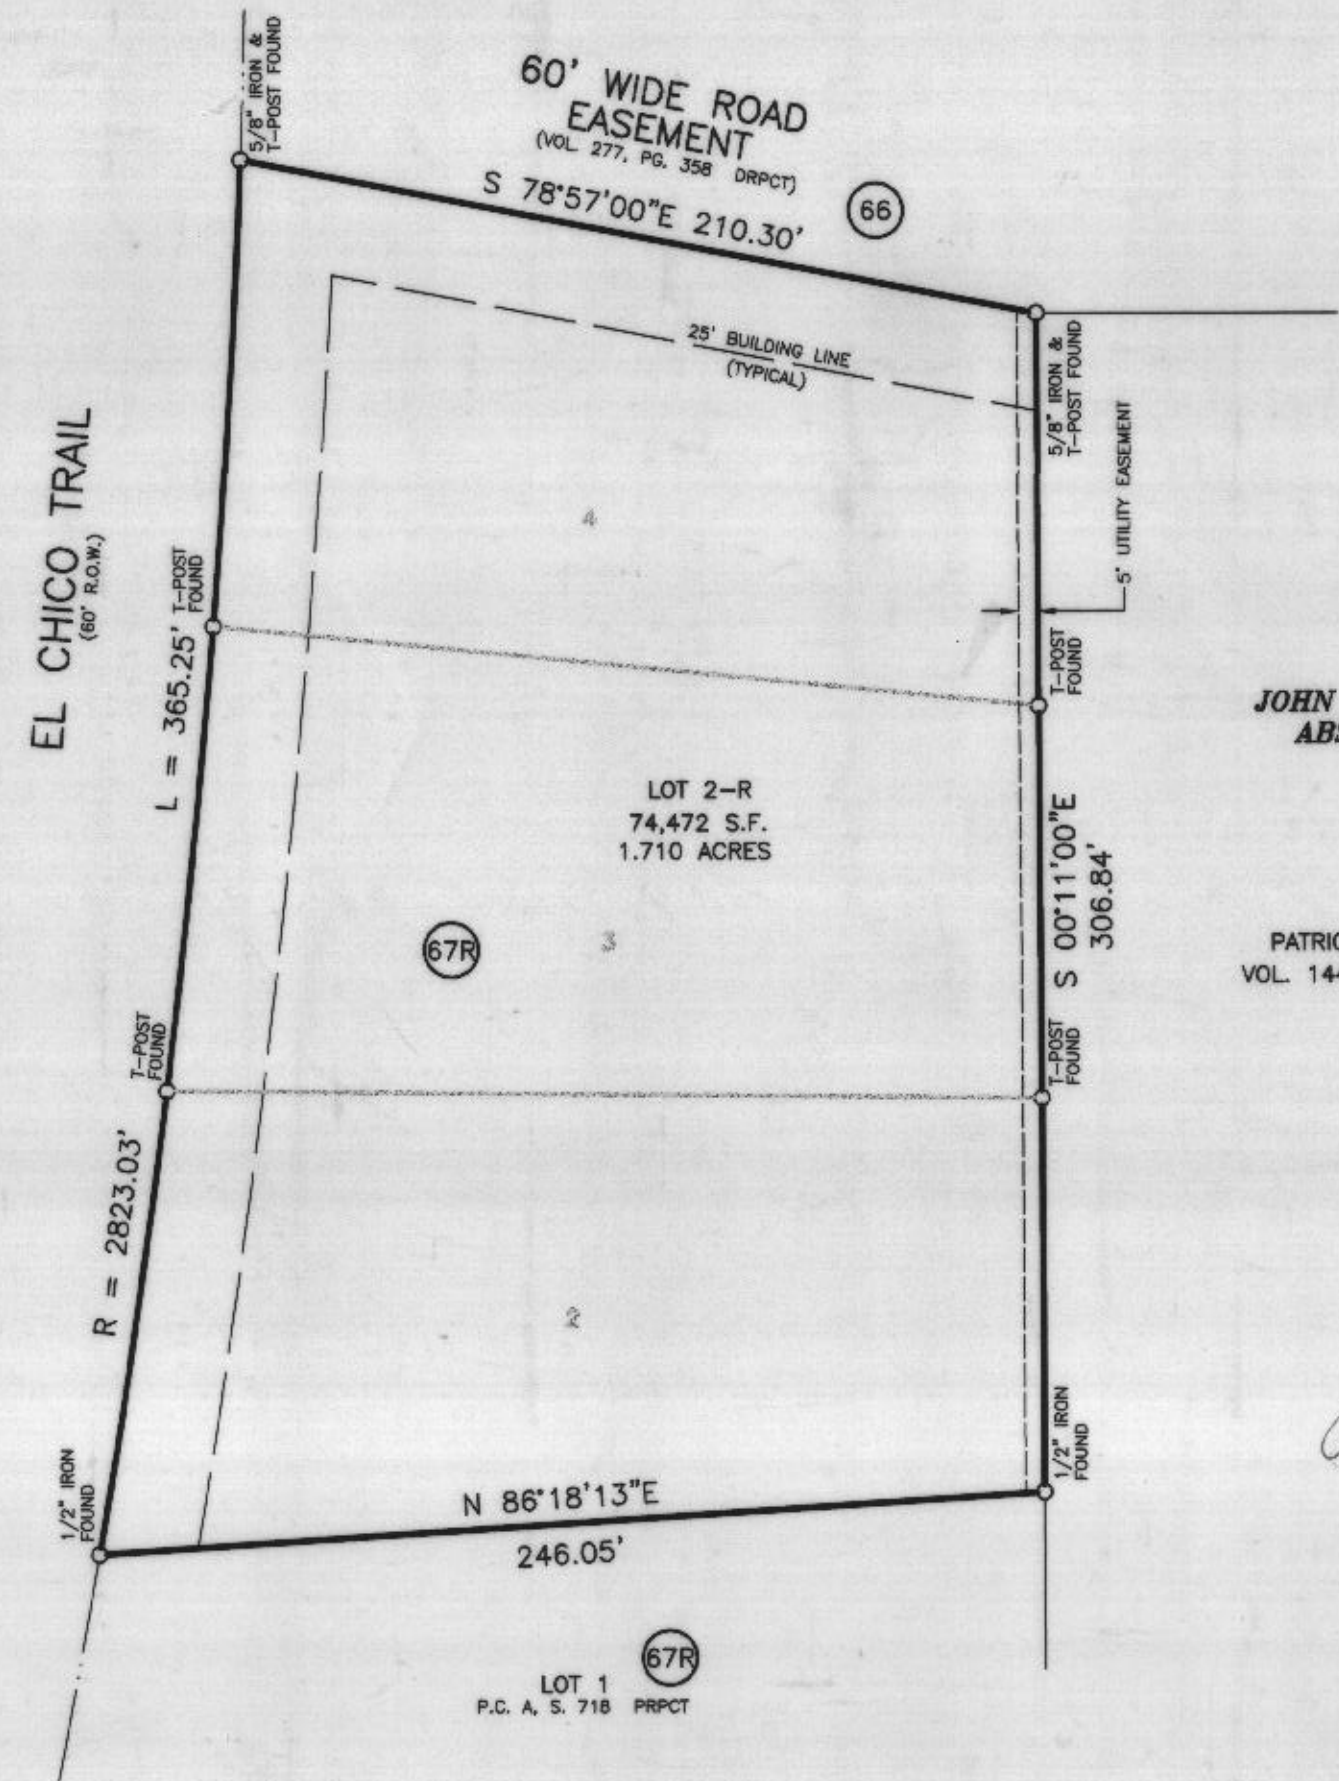 5/8" IRON &
T-POST FOUND
60' WIDE ROAD
EASEMENT
(VOL. 277, PG. 358 DRPCT)
S 78°57'00"E 210.30'
66
25' BUILDING LINE
(TYPICAL)
5/8" IRON &
T-POST FOUND
5' UTILITY EASEMENT
EL CHICO TRAIL
(60' R.O.W.)
4
T-POST
FOUND
L = 365.25'
T-POST
FOUND
JOHN
ABS
LOT 2-R
74,472 S.F.
1.710 ACRES
S 00°11'00"E
306.84'
67R
3
PATRIC
VOL. 144
T-POST
FOUND
T-POST
FOUND
R = 2823.03'
2
1/2" IRON
FOUND
1/2" IRON
FOUND
N 86°18'13"E
246.05'
67R
LOT 1
P.C. A, S. 718 PRPCT